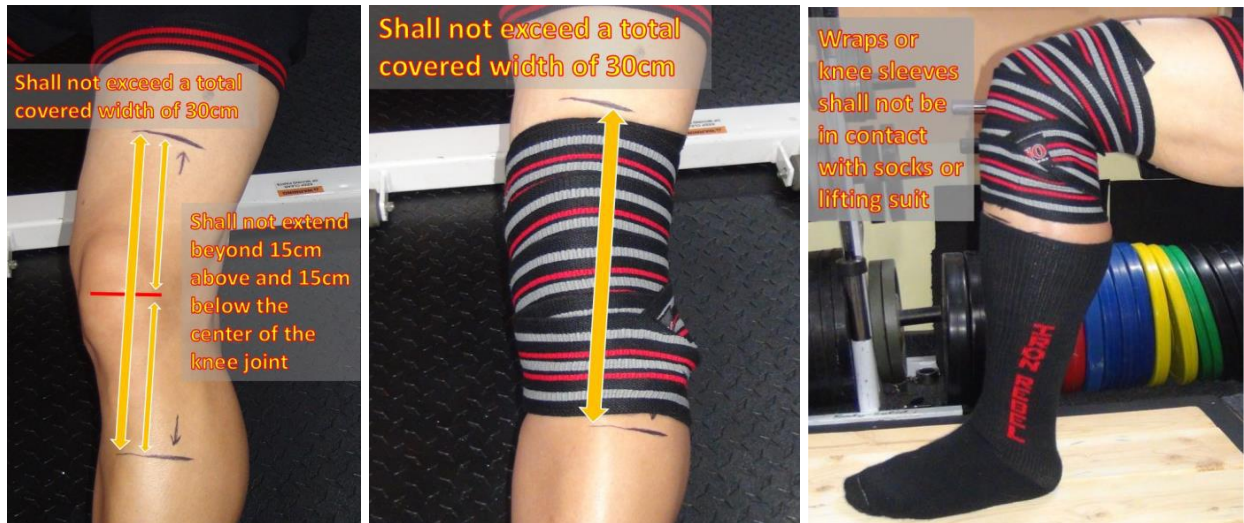 Shall not exceed a total
covered width of 30cm
Shall not extend
beyond 15cm
above and 15cm
below the
center of the
knee joint
Shall not exceed a total
covered width of 30cm
Wraps or
knee sleeves
shall not be
in contact
with socks or
lifting suit
IRON REBEL